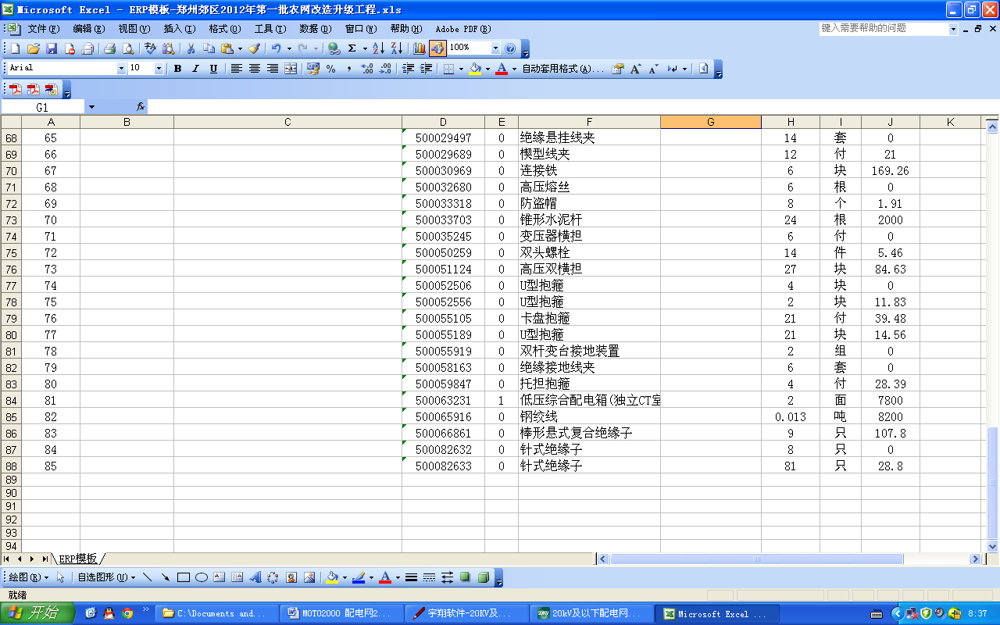 Microsoft Excel - ERP模板-郑州郊区2012年第一批农网改造升级工程.xls
文件(F) 编辑(E) 视图(V) 插入(I) 格式(O) 工具(T) 数据(D) 窗口(W) 帮助(H) Adobe PDF(B) 键入需要帮助的问题
100%
Arial 10 B I U 自动套用格式(A)...
G1 fx
A B C D E F G H I J K
68 65 500029497 0 绝缘悬挂线夹 14 套 0
69 66 500029689 0 楔型线夹 12 付 21
70 67 500030969 0 连接铁 6 块 169.26
71 68 500032680 0 高压熔丝 6 根 0
72 69 500033318 0 防盗帽 8 个 1.91
73 70 500033703 0 锥形水泥杆 24 根 2000
74 71 500035245 0 变压器横担 6 付 0
75 72 500050259 0 双头螺栓 14 件 5.46
76 73 500051124 0 高压双横担 27 块 84.63
77 74 500052506 0 U型抱箍 4 块 0
78 75 500052556 0 U型抱箍 2 块 11.83
79 76 500055105 0 卡盘抱箍 21 付 39.48
80 77 500055189 0 U型抱箍 21 块 14.56
81 78 500055919 0 双杆变台接地装置 2 组 0
82 79 500058163 0 绝缘接地线夹 6 套 0
83 80 500059847 0 托担抱箍 4 付 28.39
84 81 500063231 1 低压综合配电箱(独立CT室 2 面 7800
85 82 500065916 0 钢绞线 0.013 吨 8200
86 83 500066861 0 棒形悬式复合绝缘子 9 只 107.8
87 84 500082632 0 针式绝缘子 8 只 0
88 85 500082633 0 针式绝缘子 81 只 28.8
89
90
91
92
93
94
ERP模板
绘图(R) 自选图形(U)
就绪
开始 C:\Documents and... MOTO2000 配电网2... 宇翔软件-20KV及... 20kV及以下配电网... Microsoft Excel ... 8:37